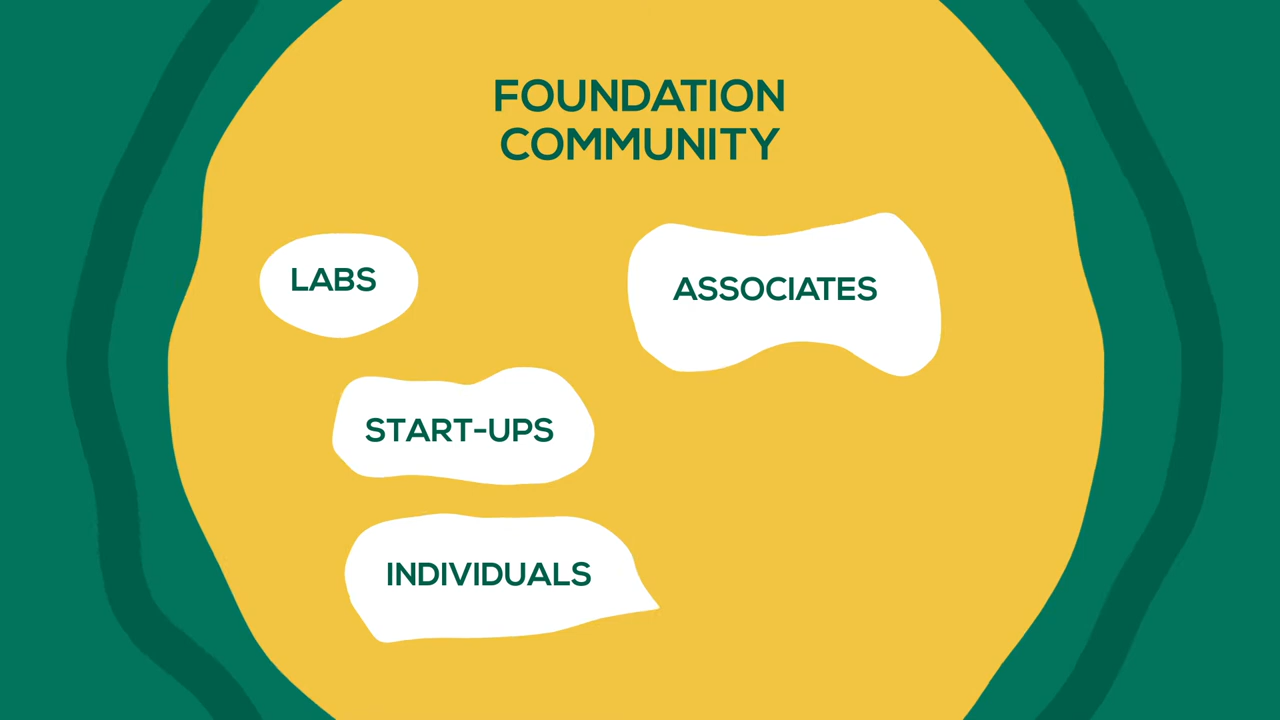 FOUNDATION
COMMUNITY
LABS
ASSOCIATES
START-UPS
INDIVIDUALS